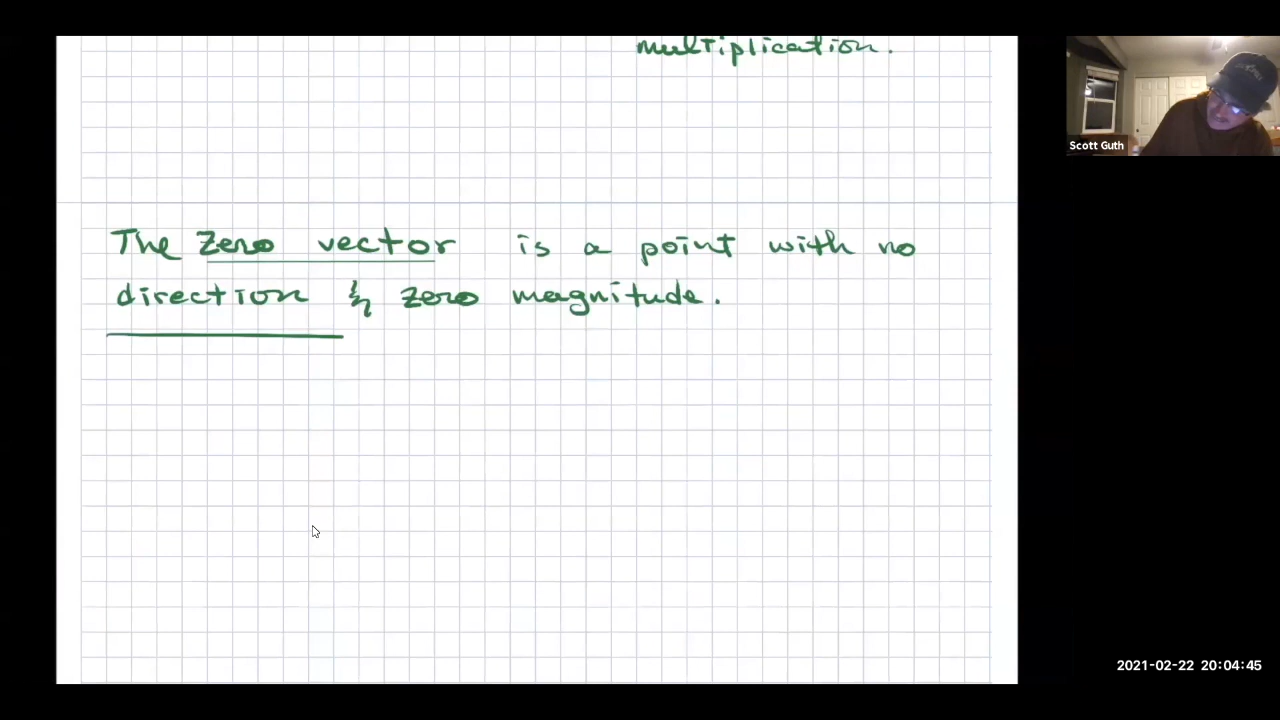 multiplication.
Scott Guth
The zero vector is a point with no
direction & zero magnitude.
2021-02-22 20:04:45